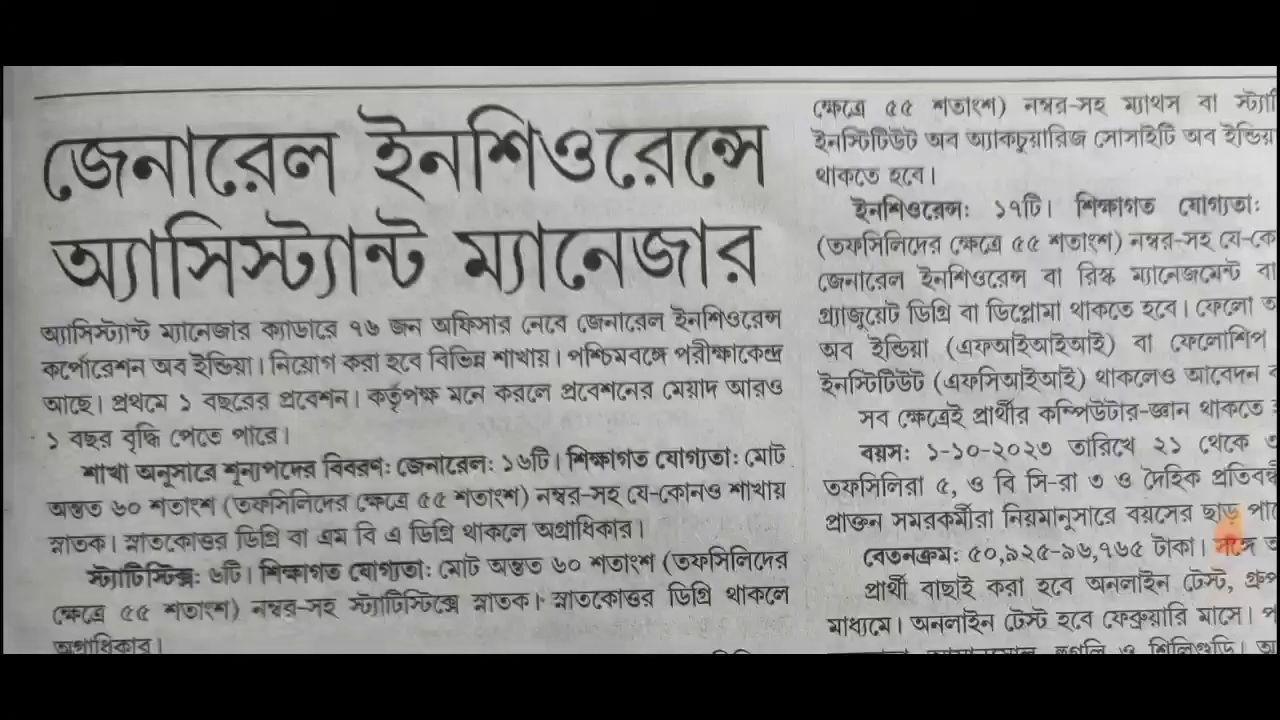 জেনারেল ইনশিওরেন্সে
অ্যাসিস্ট্যান্ট ম্যানেজার
অ্যাসিস্ট্যান্ট ম্যানেজার ক্যাডারে ৭৬ জন অফিসার নেবে জেনারেল ইনশিওরেন্স
কর্পোরেশন অব ইন্ডিয়া। নিয়োগ করা হবে বিভিন্ন শাখায়। পশ্চিমবঙ্গে পরীক্ষাকেন্দ্র
আছে। প্রথমে ১ বছরের প্রবেশন। কর্তৃপক্ষ মনে করলে প্রবেশনের মেয়াদ আরও
১ বছর বৃদ্ধি পেতে পারে।
শাখা অনুসারে শূন্যপদের বিবরণ: জেনারেল: ১৬টি। শিক্ষাগত যোগ্যতা: মোট
অন্তত ৬০ শতাংশ (তফসিলিদের ক্ষেত্রে ৫৫ শতাংশ) নম্বর-সহ যে-কোনও শাখায়
স্নাতক। স্নাতকোত্তর ডিগ্রি বা এম বি এ ডিগ্রি থাকলে অগ্রাধিকার।
স্ট্যাটিস্টিক্স: ৬টি। শিক্ষাগত যোগ্যতা: মোট অন্তত ৬০ শতাংশ (তফসিলিদের
ক্ষেত্রে ৫৫ শতাংশ) নম্বর-সহ স্ট্যাটিস্টিক্সে স্নাতক। স্নাতকোত্তর ডিগ্রি থাকলে
অগ্রাধিকার।
ক্ষেত্রে ৫৫ শতাংশ) নম্বর-সহ ম্যাথস বা স্ট্যাটি
ইনস্টিটিউট অব অ্যাকচুয়ারিজ সোসাইটি অব ইন্ডিয়া
থাকতে হবে।
ইনশিওরেন্স: ১৭টি। শিক্ষাগত যোগ্যতা:
(তফসিলিদের ক্ষেত্রে ৫৫ শতাংশ) নম্বর-সহ যে-কো
জেনারেল ইনশিওরেন্স বা রিস্ক ম্যানেজমেন্ট বা
গ্র্যাজুয়েট ডিগ্রি বা ডিপ্লোমা থাকতে হবে। ফেলো অ
অব ইন্ডিয়া (এফআইআইআই) বা ফেলোশিপ
ইনস্টিটিউট (এফসিআইআই) থাকলেও আবেদন ক
সব ক্ষেত্রেই প্রার্থীর কম্পিউটার-জ্ঞান থাকতে
বয়স: ১-১০-২০২৩ তারিখে ২১ থেকে
তফসিলিরা ৫, ও বি সি-রা ৩ ও দৈহিক প্রতিবন্ধ
প্রাক্তন সমরকর্মীরা নিয়মানুসারে বয়সের ছাড় পা
বেতনক্রম: ৫০,৯২৫-৯৬,৭৬৫ টাকা। সঙ্গে
প্রার্থী বাছাই করা হবে অনলাইন টেস্ট, গ্রুপ
মাধ্যমে। অনলাইন টেস্ট হবে ফেব্রুয়ারি মাসে। প
হুগলি ও শিলিগুড়ি।